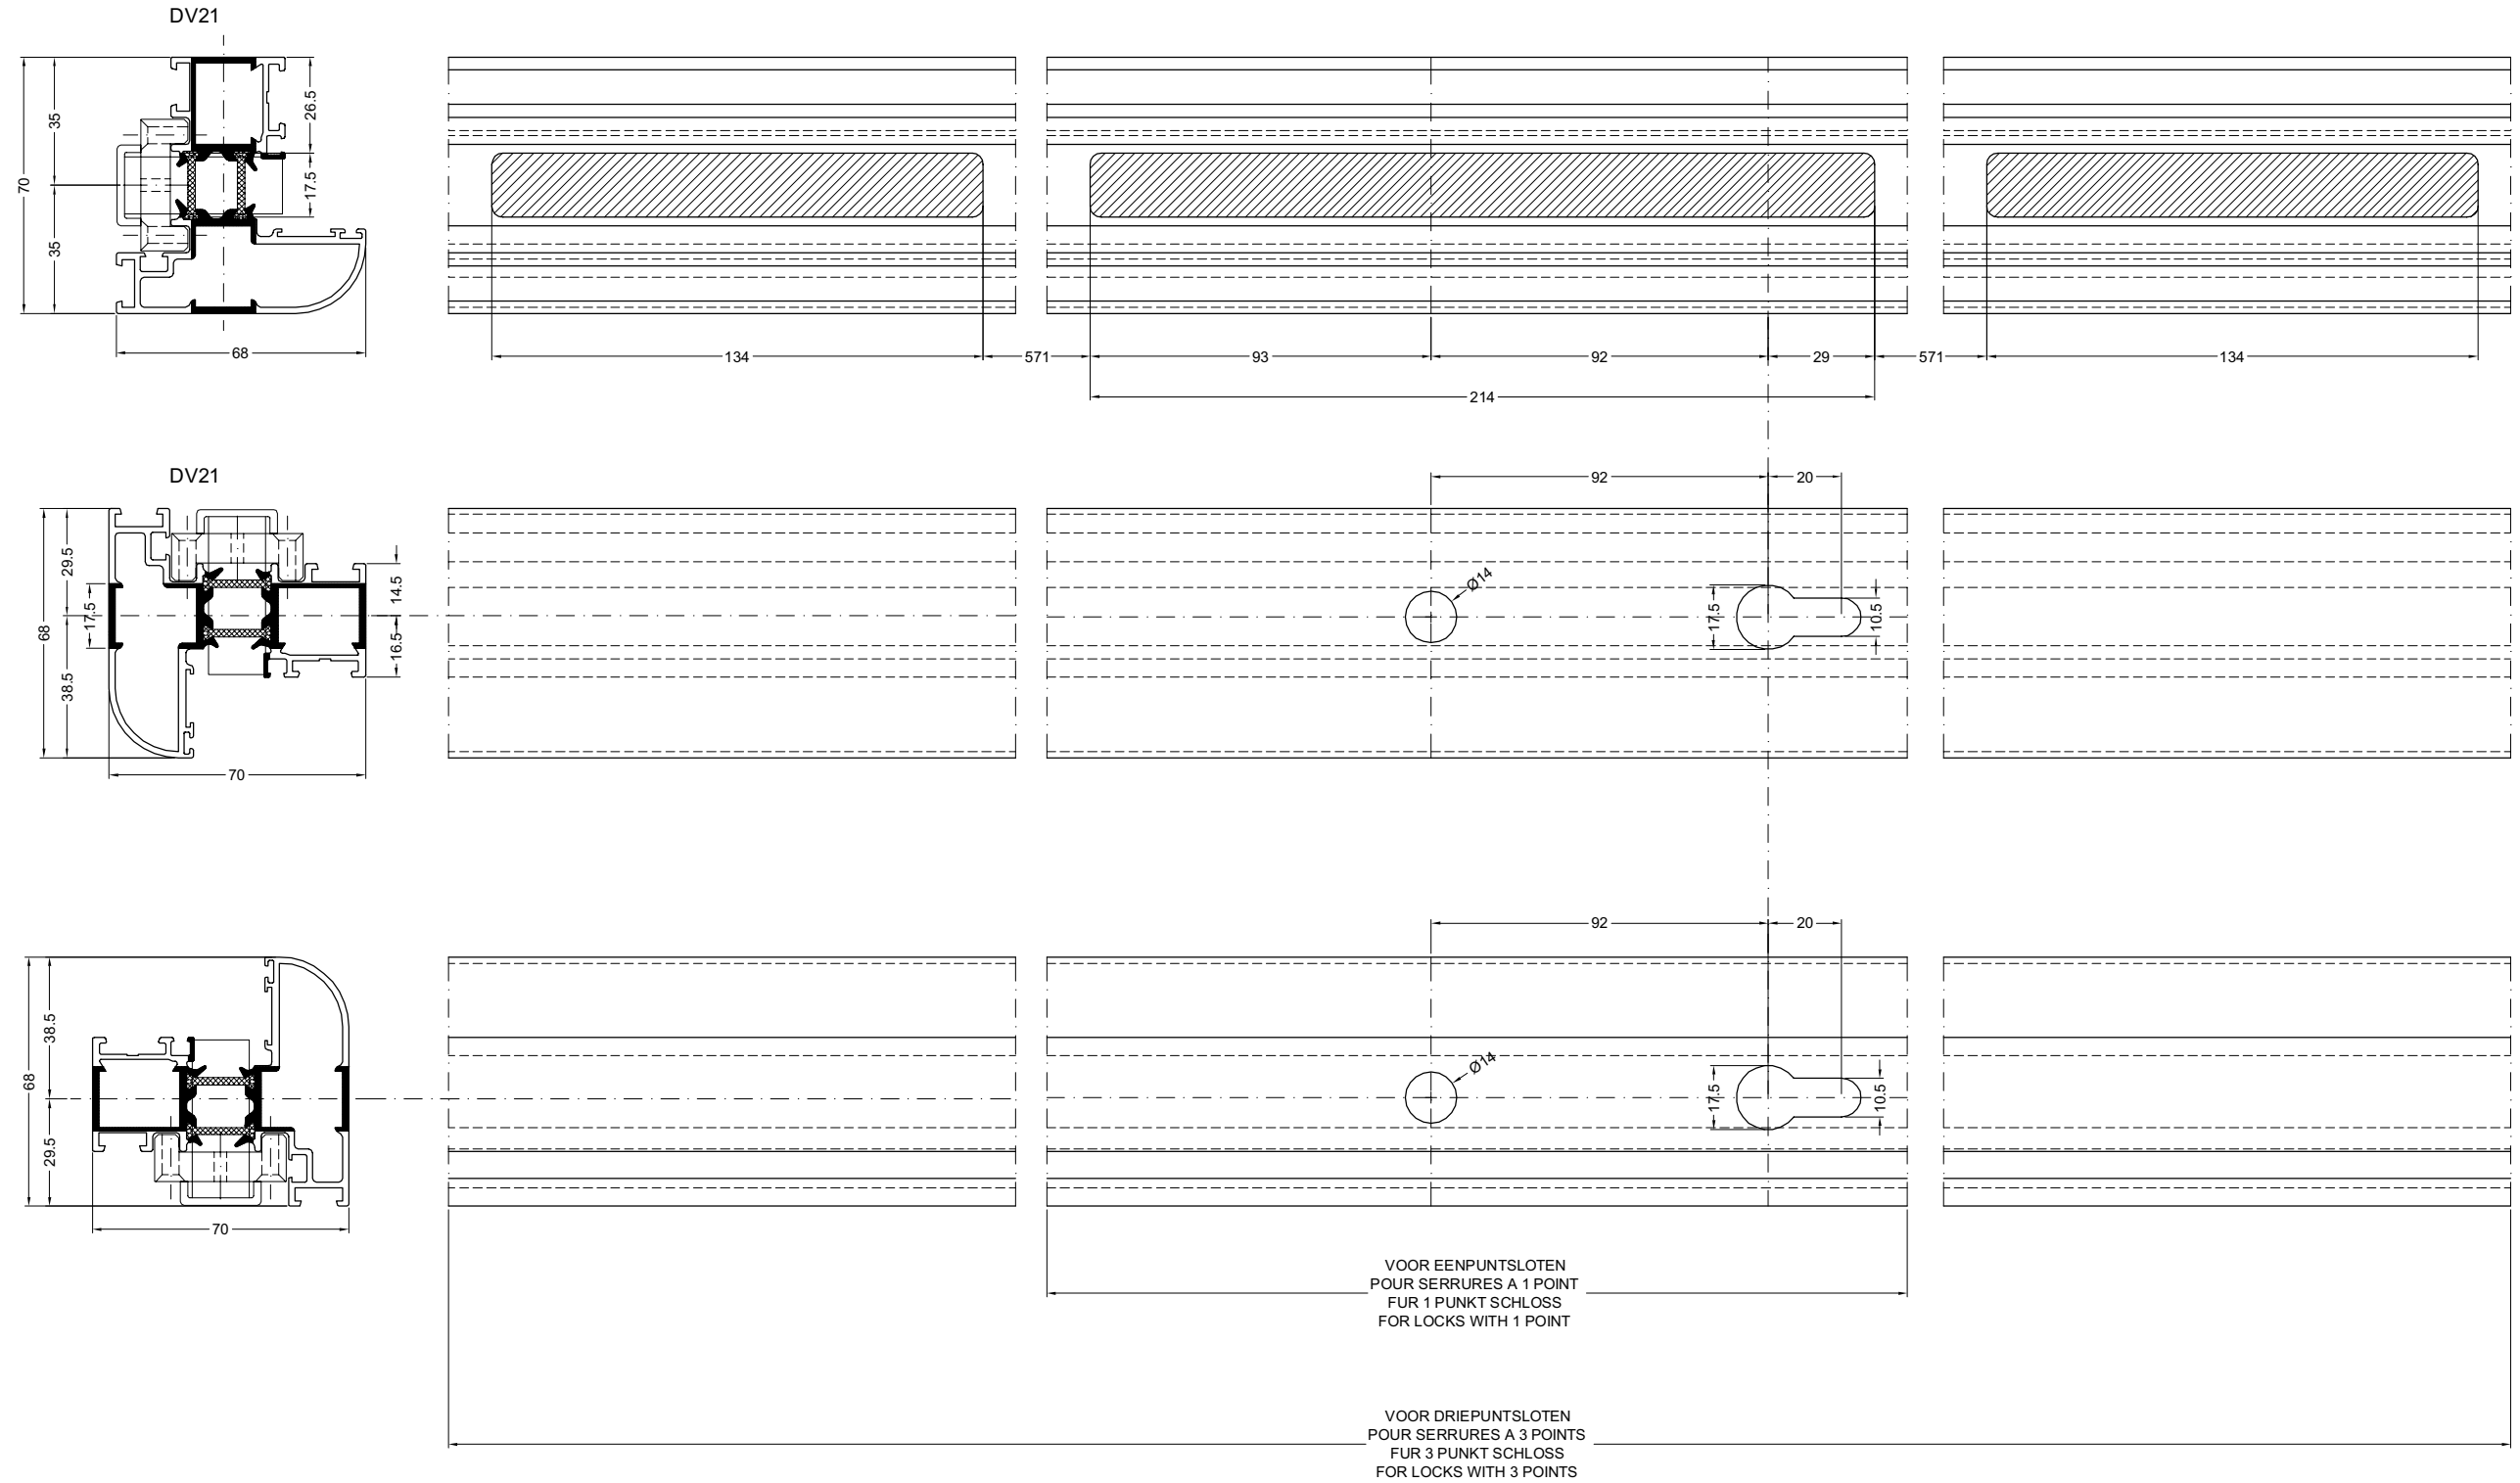 DV21
70
35
35
26.5
17.5
68
134
571
93
92
29
571
134
214
DV21
92
20
68
29.5
38.5
17.5
14.5
16.5
70
Ø14
17.5
10.5
92
20
68
38.5
29.5
70
Ø14
17.5
10.5
VOOR EENPUNTSLOTEN
POUR SERRURES A 1 POINT
FUR 1 PUNKT SCHLOSS
FOR LOCKS WITH 1 POINT
VOOR DRIEPUNTSLOTEN
POUR SERRURES A 3 POINTS
FUR 3 PUNKT SCHLOSS
FOR LOCKS WITH 3 POINTS